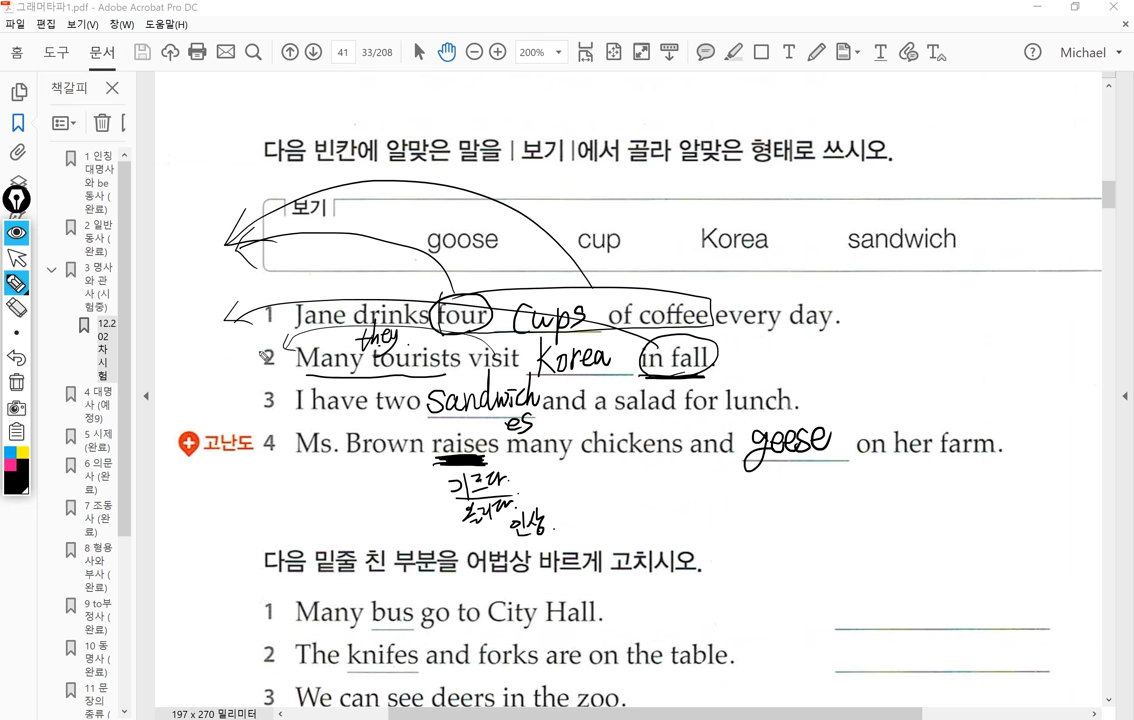 그래머타파1.pdf - Adobe Acrobat Pro DC
파일 편집 보기(V) 창(W) 도움말(H)
홈 도구 문서 41 33/208 200% Michael
책갈피
1 인칭
대명사
와 be
동사 (
완료)
2 일반
동사 (
완료)
3 명사
와 관
사 (시
험중)
12.2
02
차시
험
4 대명
사 (예
정9)
5 시제
(완료)
6 의문
사 (완
료)
7 조동
사 (완
료)
8 형용
사와
부사 (
완료)
9 to부
정사 (
완료)
10 동
명사 (
완료)
11 문
장의
종류 (
다음 빈칸에 알맞은 말을 | 보기 |에서 골라 알맞은 형태로 쓰시오.
보기
goose cup Korea sandwich
1 Jane drinks four cups of coffee every day.
they
2 Many tourists visit Korea in fall.
3 I have two sandwich and a salad for lunch.
es
고난도 4 Ms. Brown raises many chickens and geese on her farm.
기르다.
올리다.
인상.
다음 밑줄 친 부분을 어법상 바르게 고치시오.
1 Many bus go to City Hall.
2 The knifes and forks are on the table.
3 We can see deers in the zoo.
197 x 270 밀리미터